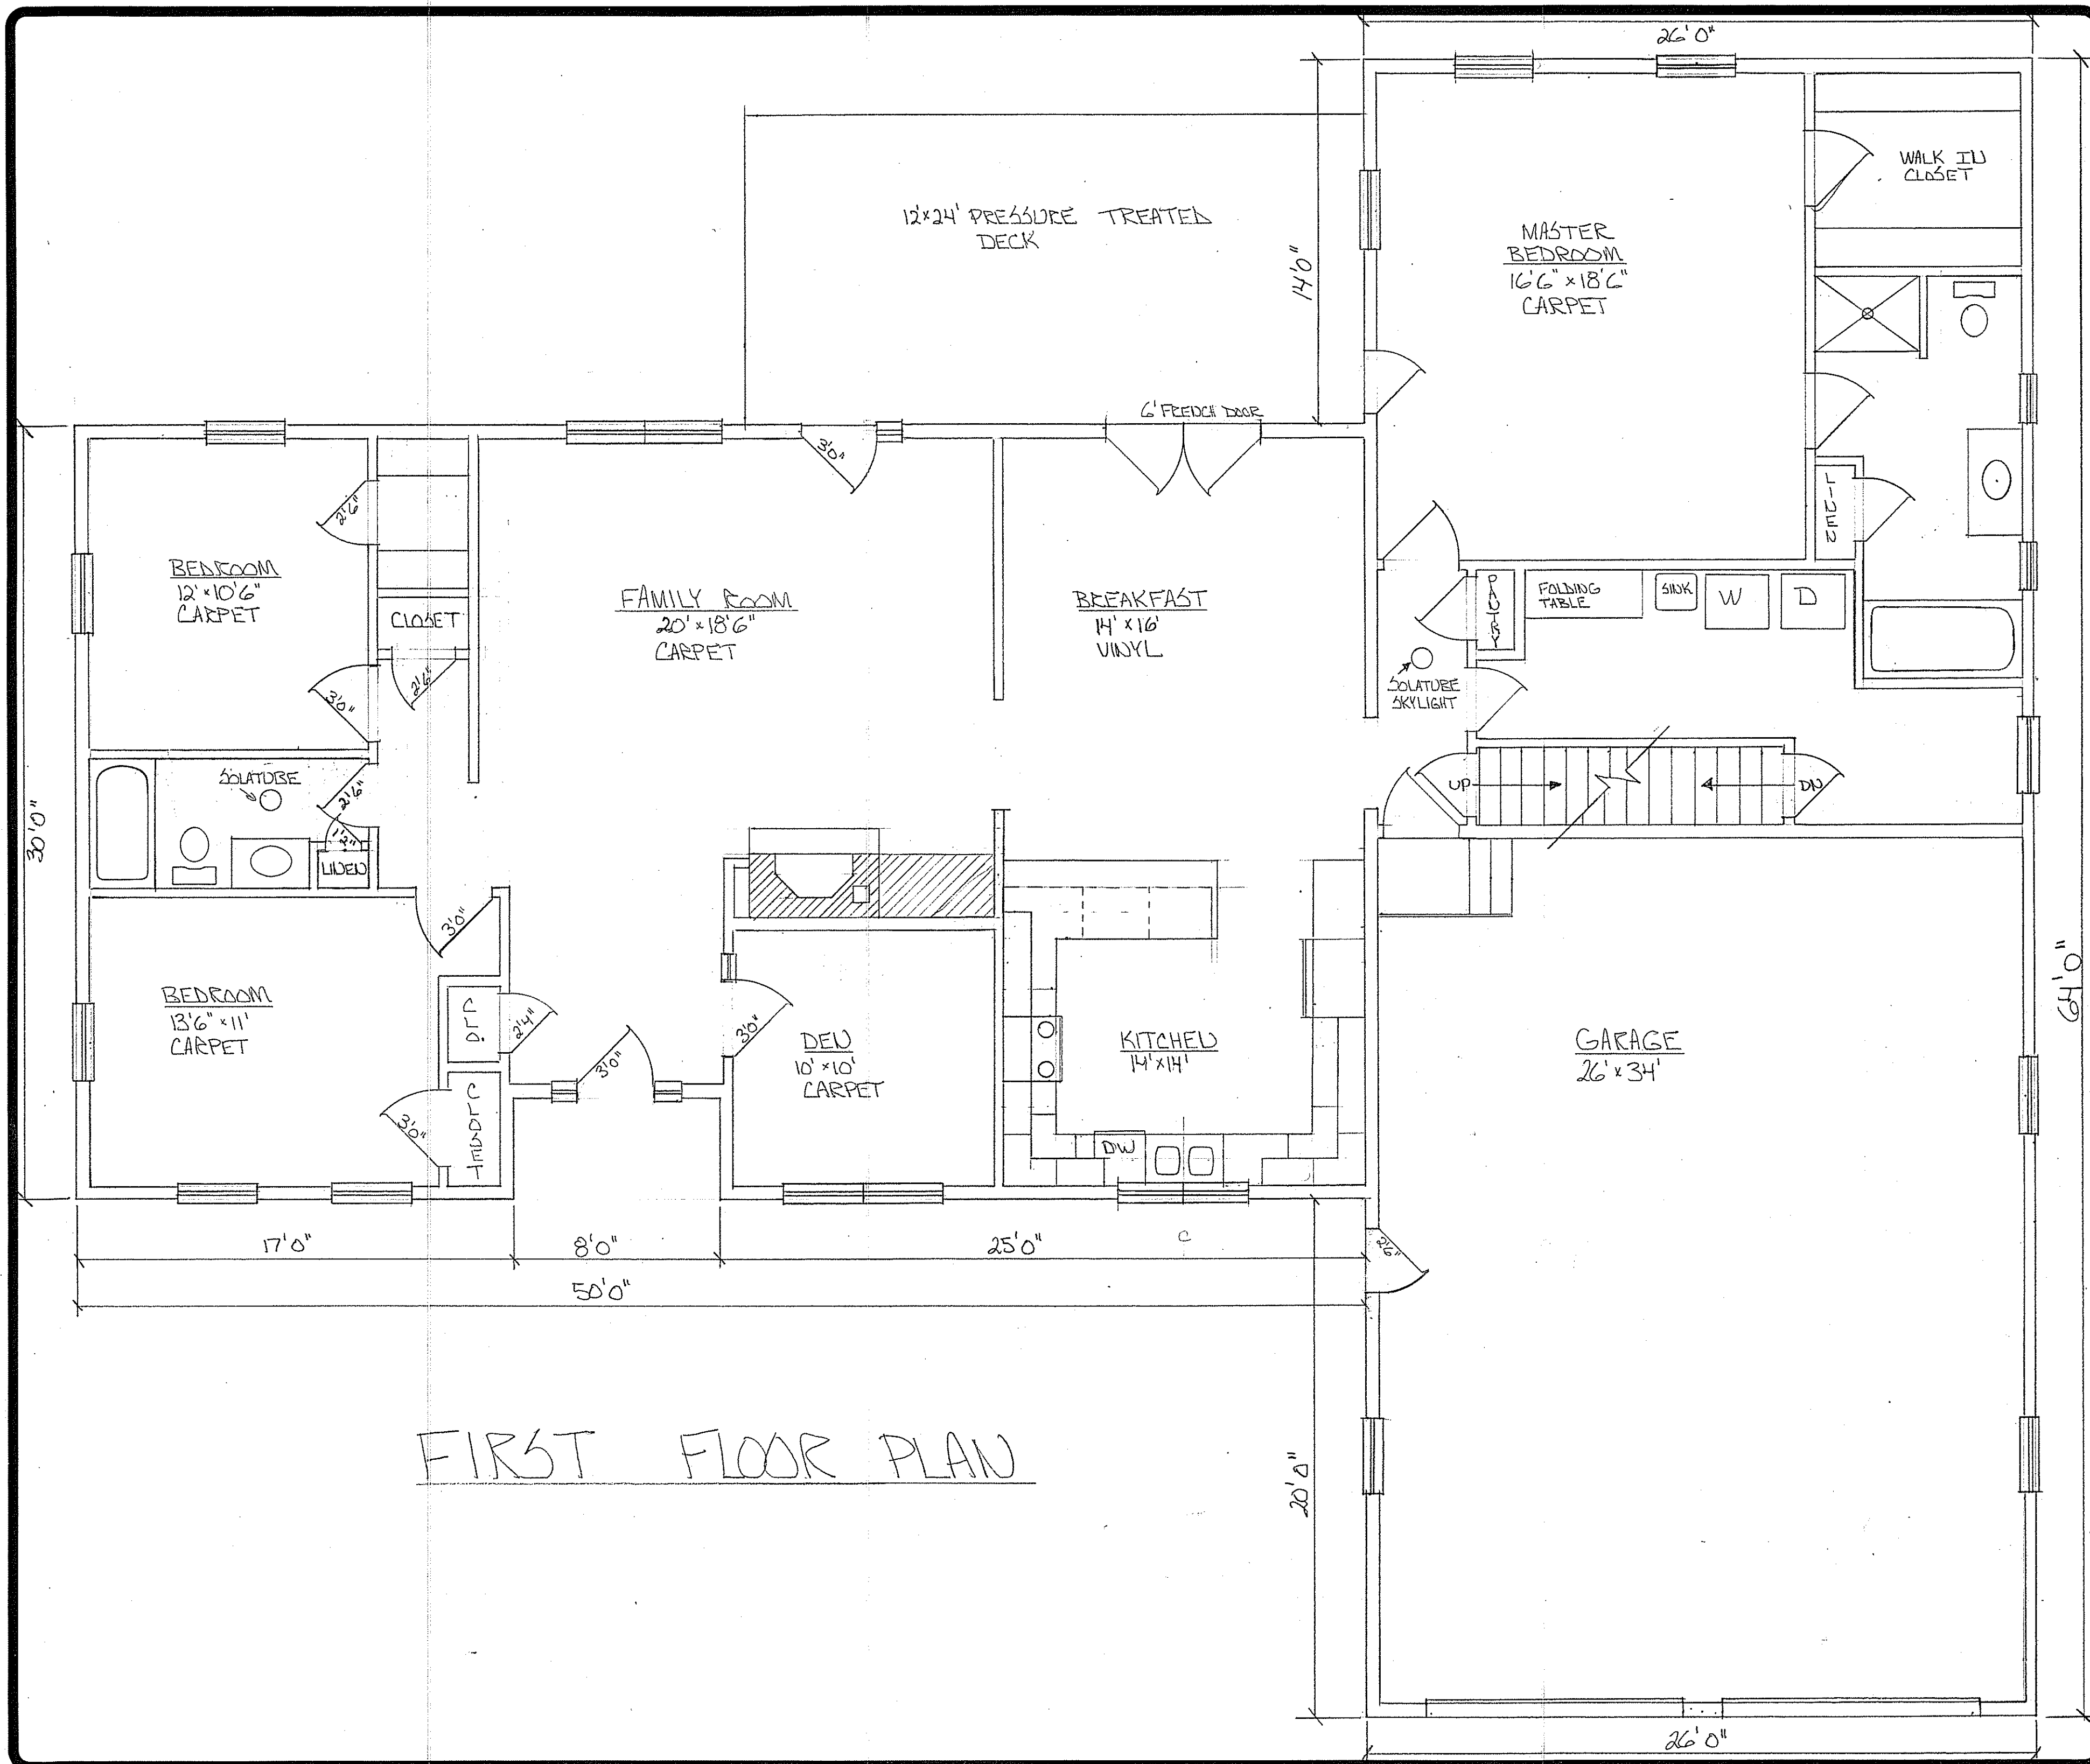 26'0"
12'×24' PRESSURE TREATED
DECK
14'0"
WALK IN
CLOSET
MASTER
BEDROOM
16'6" × 18'6"
CARPET
6' FRENCH DOOR
3'0"
2'6"
LINEN
BEDROOM
12' × 10'6"
CARPET
CLOSET
2'6"
3'0"
FAMILY ROOM
20' × 18'6"
CARPET
BREAKFAST
14' × 16'
VINYL
PANTRY
FOLDING
TABLE
SINK
W
D
SOLATUBE
SKYLIGHT
SOLATUBE
2'6"
LINEN
UP
DN
30'0"
3'0"
BEDROOM
13'6" × 11'
CARPET
CLO.
2'4"
3'0"
3'0"
DEN
10' × 10'
CARPET
KITCHEN
14' × 14'
GARAGE
26' × 34'
64'0"
CLOSET
3'0"
DW
17'0"
8'0"
25'0"
C
2'6"
50'0"
FIRST FLOOR PLAN
20'0"
26'0"